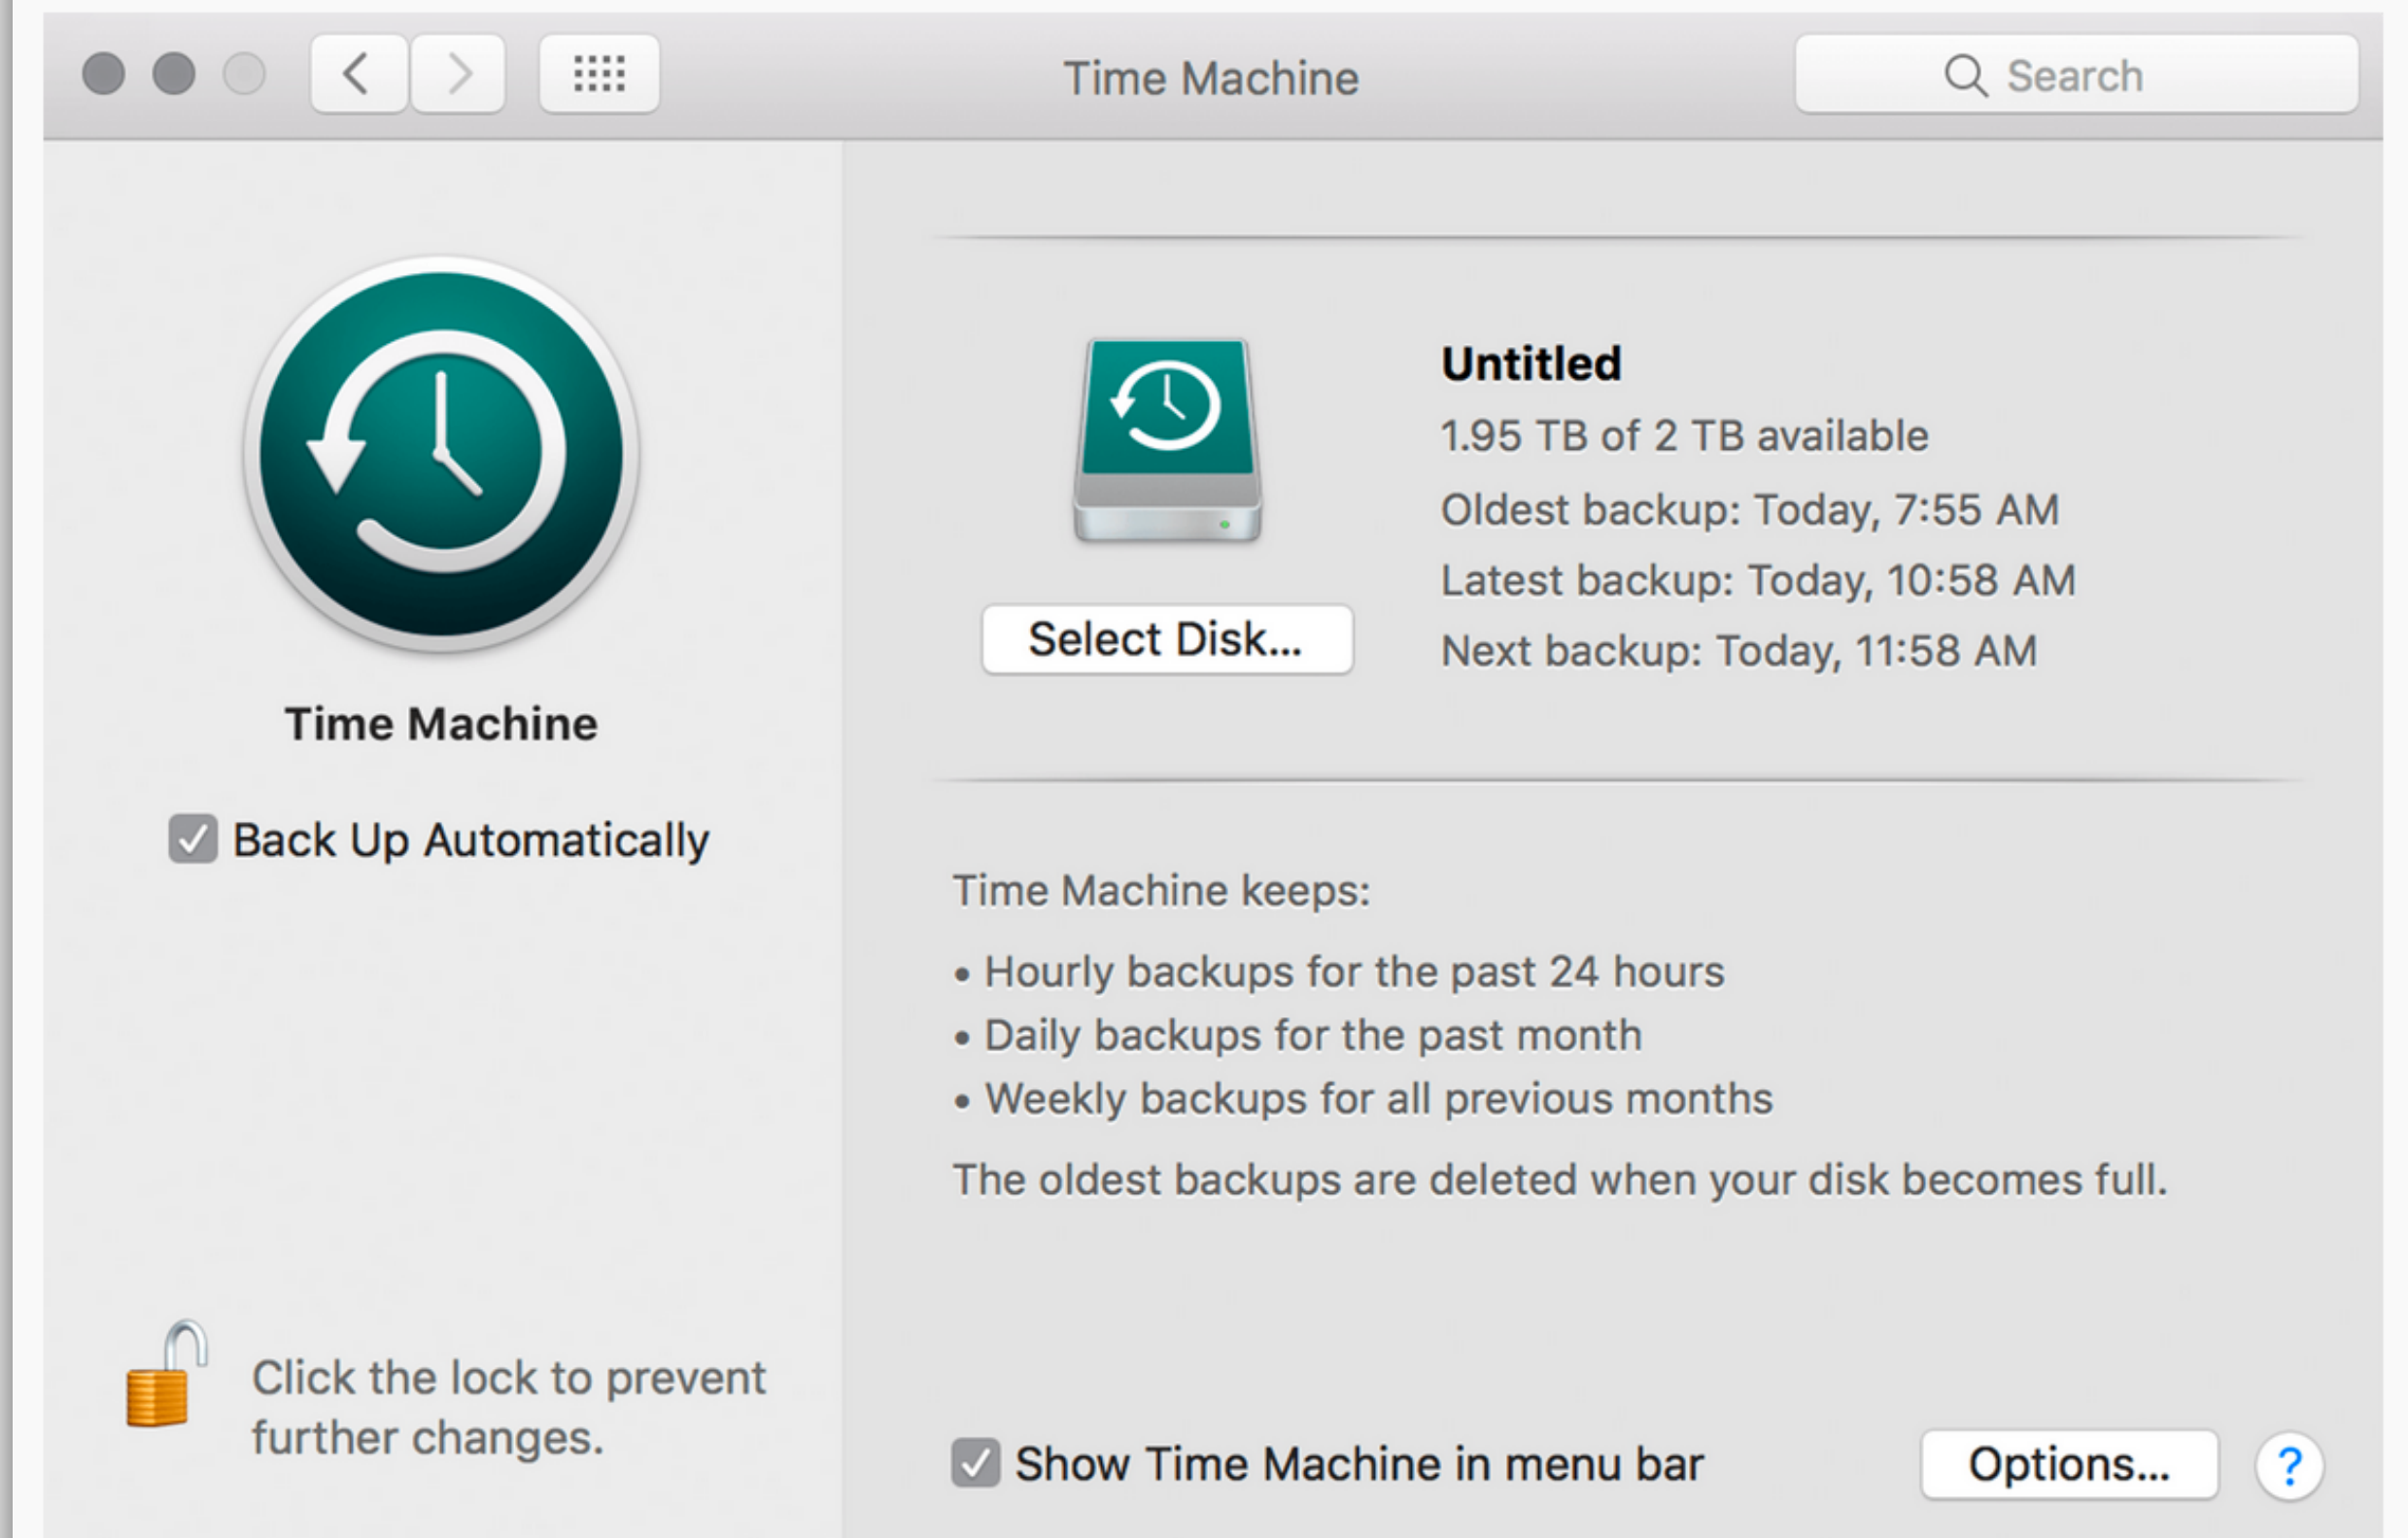 Time Machine
Search
Time Machine
Back Up Automatically
Click the lock to prevent
further changes.
Untitled
1.95 TB of 2 TB available
Oldest backup: Today, 7:55 AM
Latest backup: Today, 10:58 AM
Next backup: Today, 11:58 AM
Select Disk...
Time Machine keeps:
• Hourly backups for the past 24 hours
• Daily backups for the past month
• Weekly backups for all previous months
The oldest backups are deleted when your disk becomes full.
Show Time Machine in menu bar
Options...
?